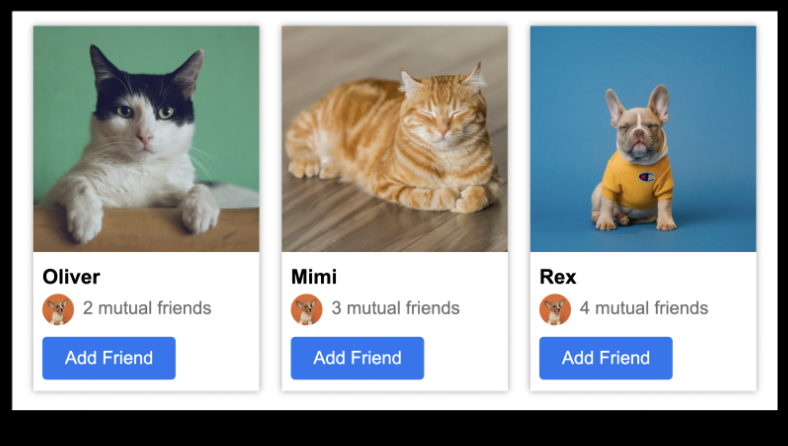 Oliver
2 mutual friends
Add Friend
Mimi
3 mutual friends
Add Friend
Rex
4 mutual friends
Add Friend